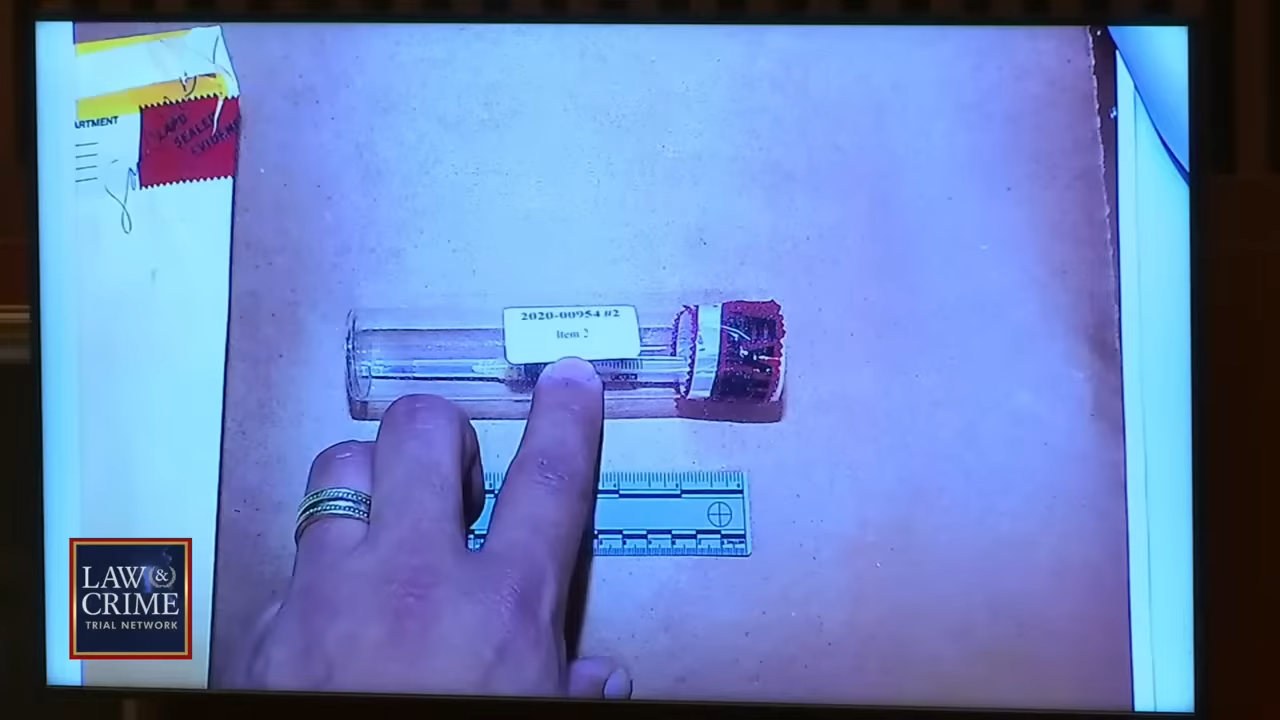 ARTMENT
LAPD
SEALED
EVIDENCE
2020-00954 #2
Item 2
LAW &
CRIME
TRIAL NETWORK